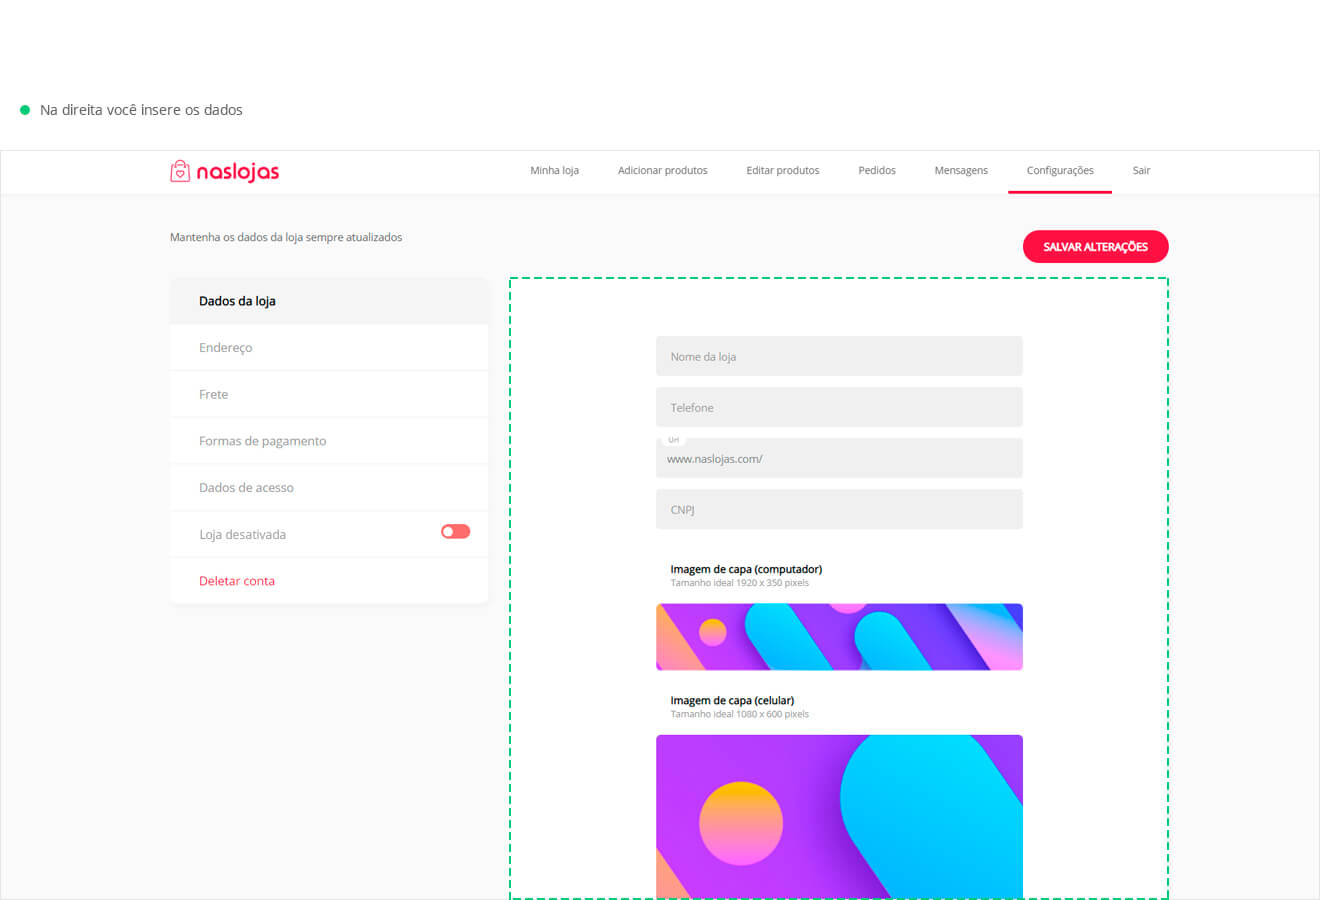 Na direita você insere os dados
naslojas
Minha loja
Adicionar produtos
Editar produtos
Pedidos
Mensagens
Configurações
Sair
Mantenha os dados da loja sempre atualizados
SALVAR ALTERAÇÕES
Dados da loja
Endereço
Frete
Formas de pagamento
Dados de acesso
Loja desativada
Deletar conta
Nome da loja
Telefone
Url
www.naslojas.com/
CNPJ
Imagem de capa (computador)
Tamanho ideal 1920 x 350 pixels
Imagem de capa (celular)
Tamanho ideal 1080 x 600 pixels